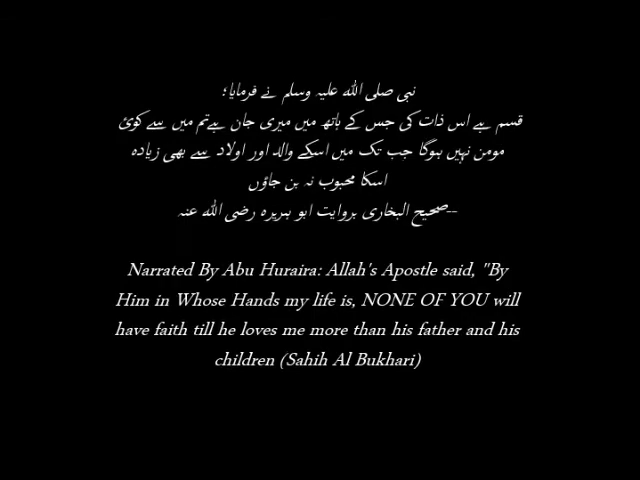 نبی صلی اللہ علیہ وسلم نے فرمایا؛
قسم ہے اس ذات کی جس کے ہاتھ میں میری جان ہےتم میں سے کوئ
مومن نہیں ہوگا جب تک میں اسکے والد اور اولاد سے بھی زیادہ
اسکا محبوب نہ بن جاؤں
--صحیح البخاری بروایت ابو ہریرہ رضی اللہ عنہ
Narrated By Abu Huraira: Allah's Apostle said, "By
Him in Whose Hands my life is, NONE OF YOU will
have faith till he loves me more than his father and his
children (Sahih Al Bukhari)